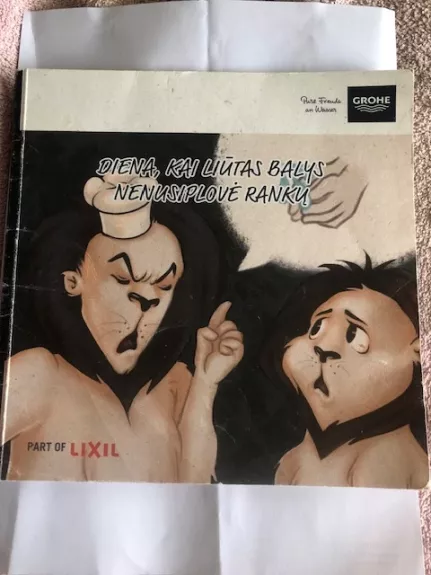 Pure Freude
an Wasser
GROHE
DIENA, KAI LIŪTAS BALYS
NENUSIPLOVĖ RANKŲ
PART OF LIXIL